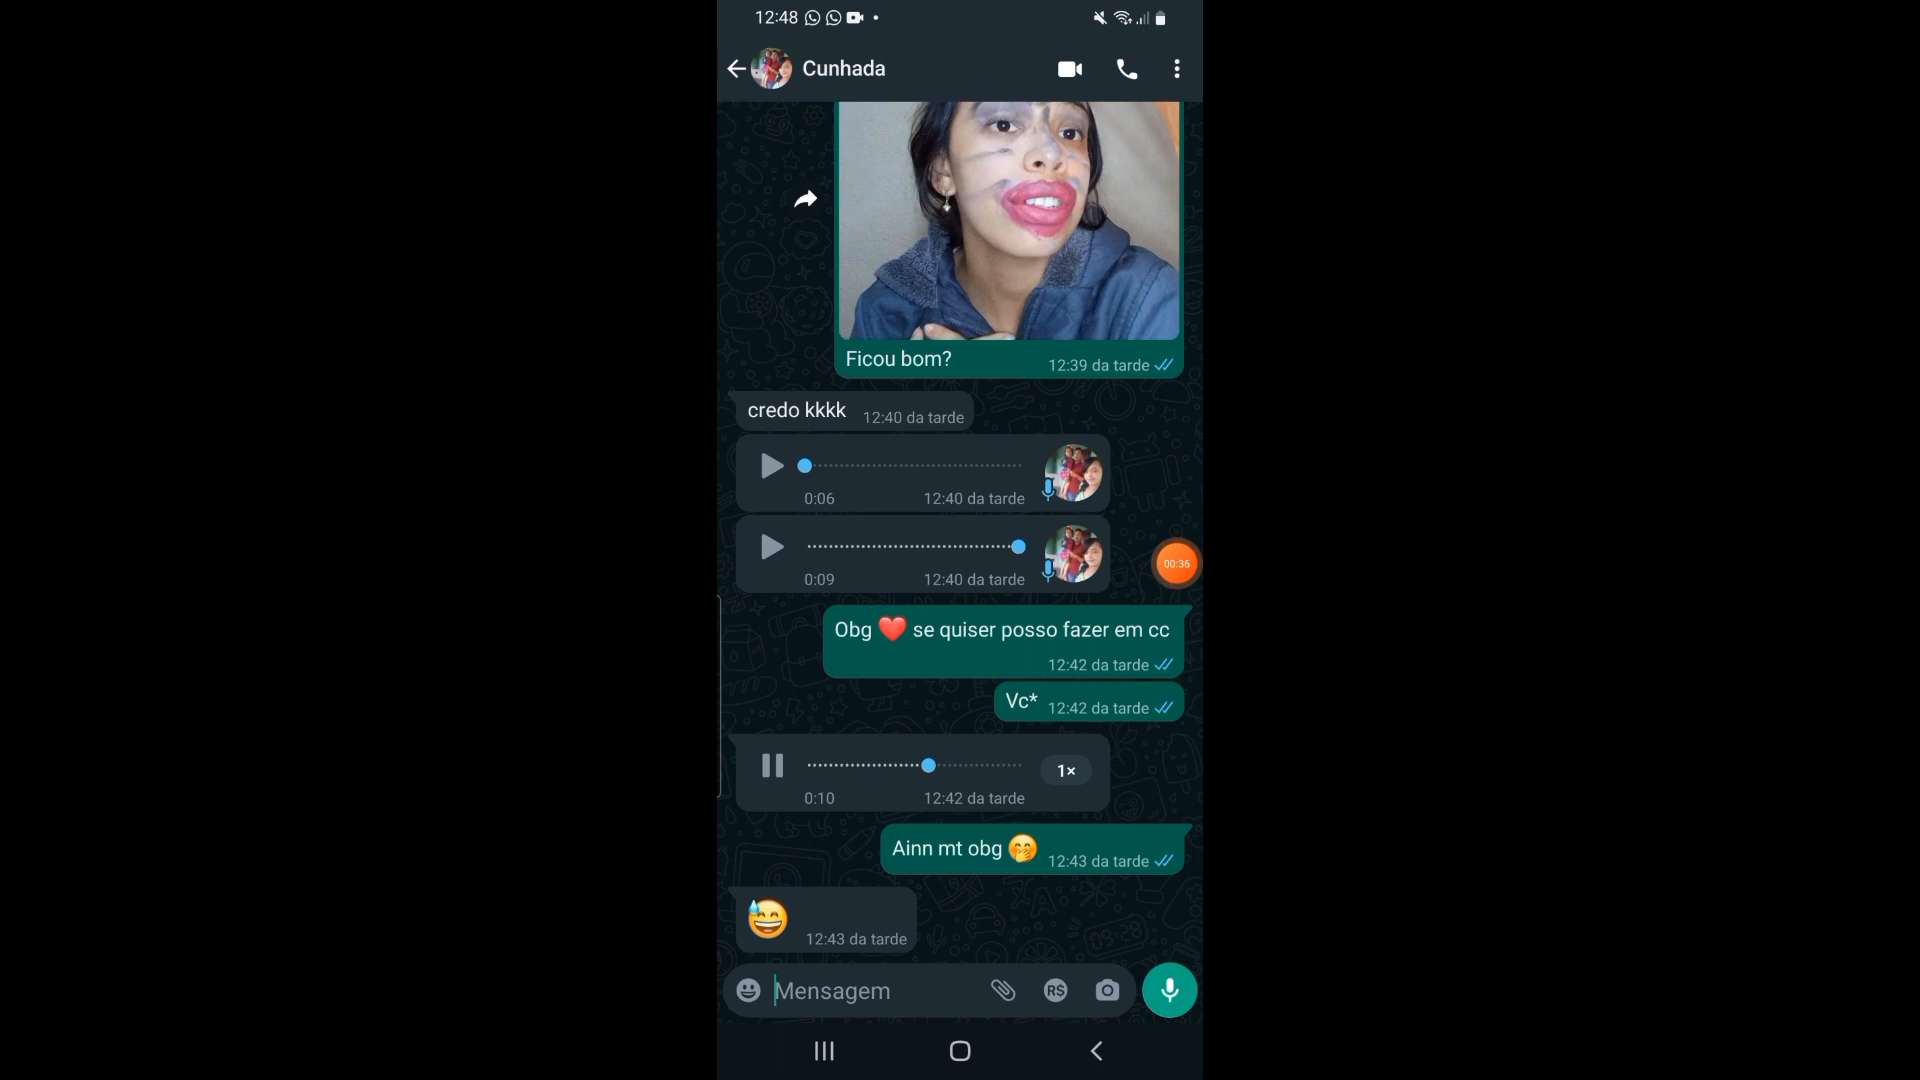 12:48
Cunhada
Ficou bom?
12:39 da tarde
credo kkkk
12:40 da tarde
0:06
12:40 da tarde
0:09
12:40 da tarde
00:36
Obg ❤️ se quiser posso fazer em cc
12:42 da tarde
Vc*
12:42 da tarde
1×
0:10
12:42 da tarde
Ainn mt obg 🤭
12:43 da tarde
😅
12:43 da tarde
Mensagem
R$